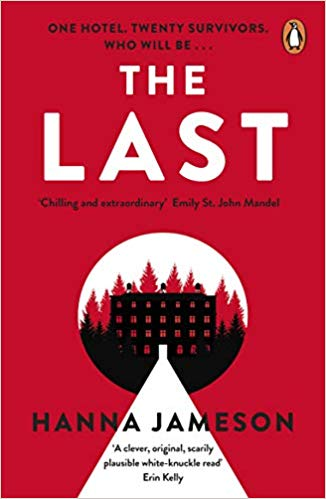 ONE HOTEL. TWENTY SURVIVORS.
WHO WILL BE . . .
THE
LAST
‘Chilling and extraordinary’ Emily St. John Mandel
HANNA JAMESON
‘A clever, original, scarily
plausible white-knuckle read’
Erin Kelly